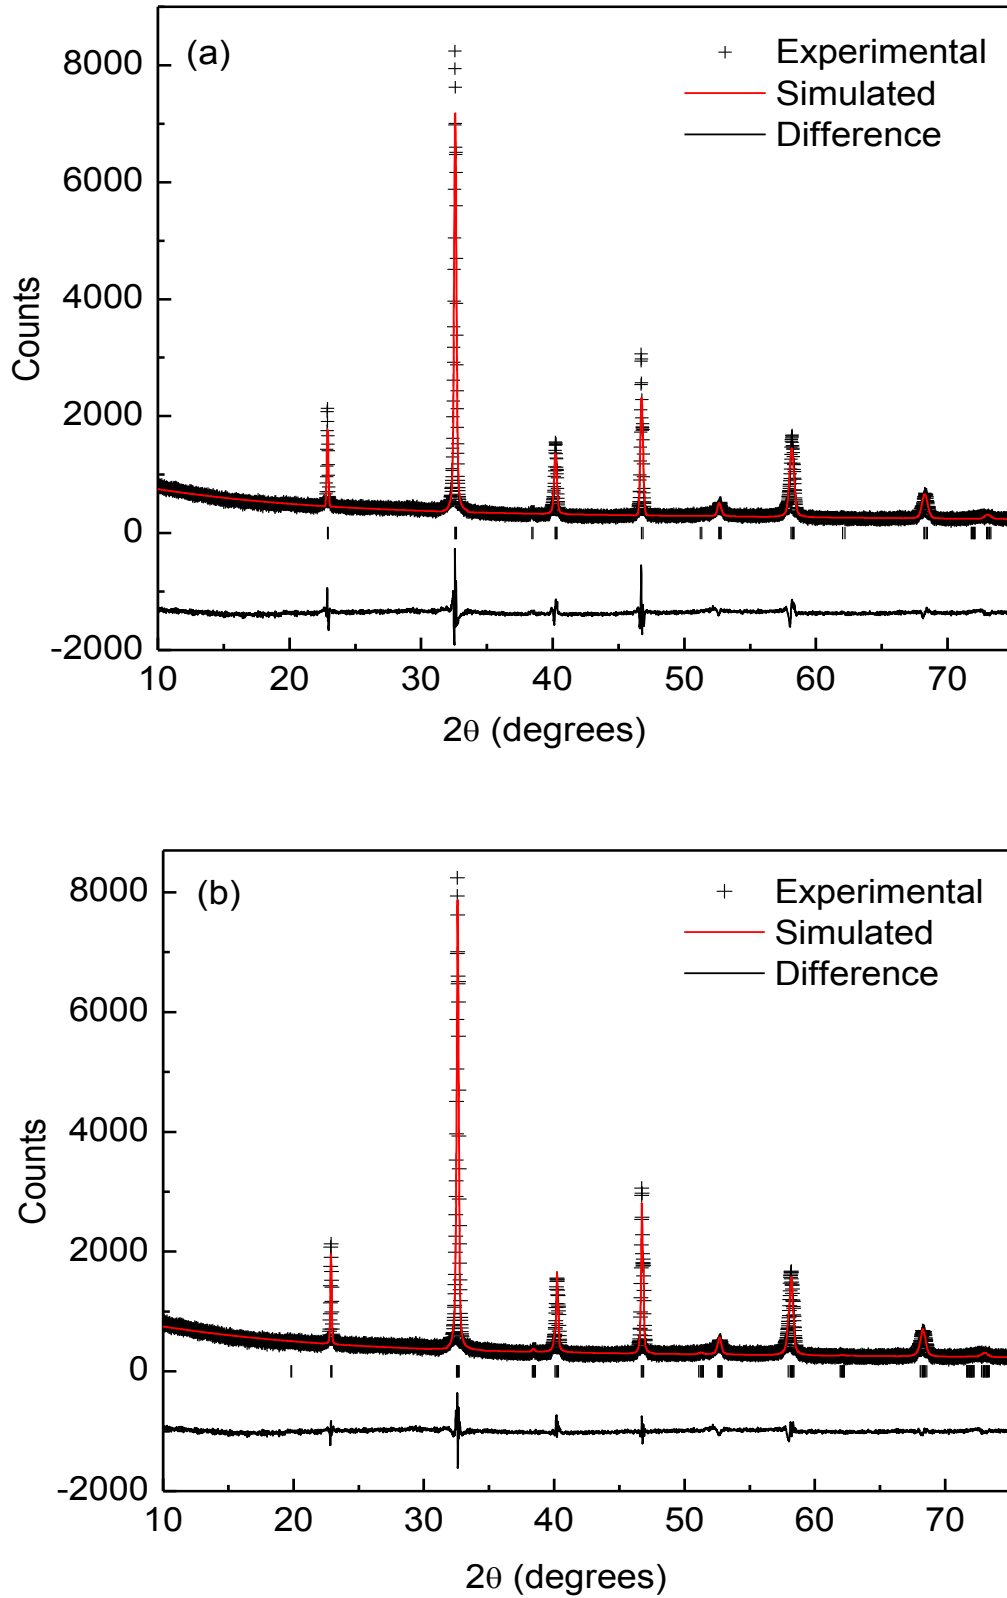 (a)
Experimental
Simulated
Difference
8000
6000
4000
2000
0
-2000
Counts
10 20 30 40 50 60 70
2θ (degrees)
(b)
Experimental
Simulated
Difference
8000
6000
4000
2000
0
-2000
Counts
10 20 30 40 50 60 70
2θ (degrees)